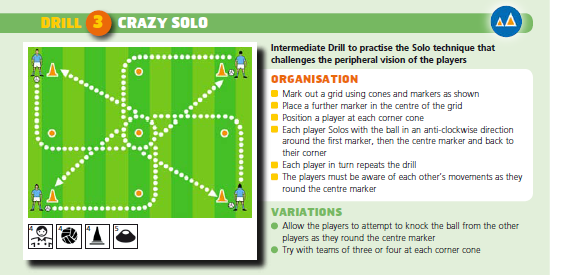 DRILL 3 CRAZY SOLO
Intermediate Drill to practise the Solo technique that
challenges the peripheral vision of the players
ORGANISATION
Mark out a grid using cones and markers as shown
Place a further marker in the centre of the grid
Position a player at each corner cone
Each player Solos with the ball in an anti-clockwise direction
around the first marker, then the centre marker and back to
their corner
Each player in turn repeats the drill
The players must be aware of each other's movements as they
round the centre marker
VARIATIONS
Allow the players to attempt to knock the ball from the other
players as they round the centre marker
Try with teams of three or four at each corner cone
4 4 4 5